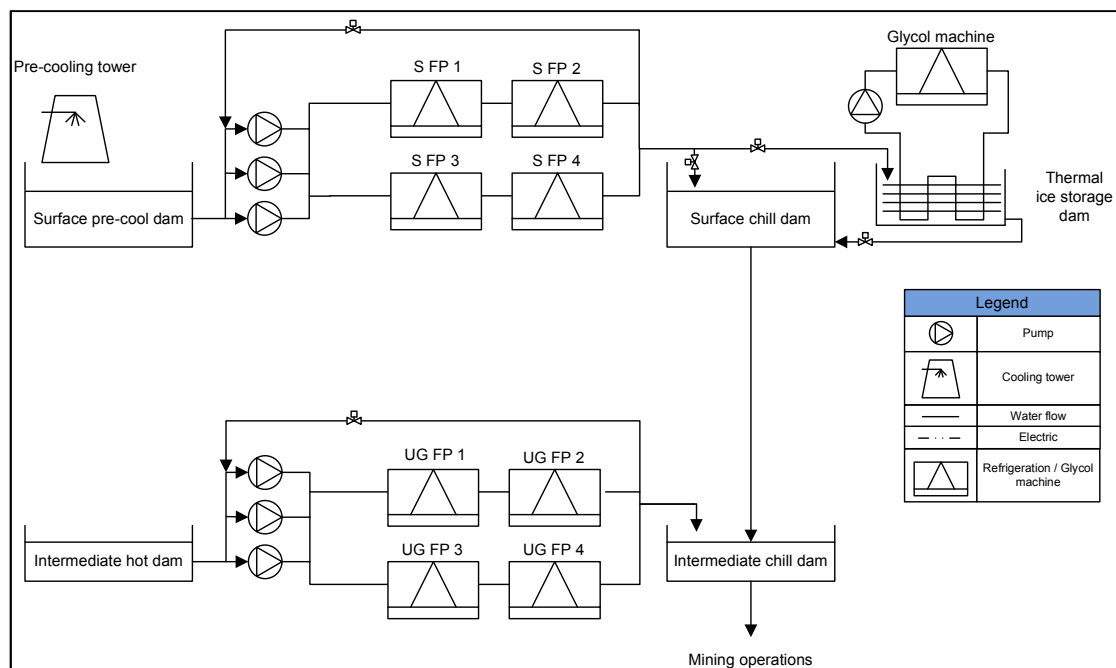 Glycol machine
Pre-cooling tower
S FP 1
S FP 2
S FP 3
S FP 4
Thermal
ice storage
dam
Surface pre-cool dam
Surface chill dam
Legend
Pump
Cooling tower
Water flow
Electric
Refrigeration / Glycol
machine
UG FP 1
UG FP 2
UG FP 3
UG FP 4
Intermediate hot dam
Intermediate chill dam
Mining operations